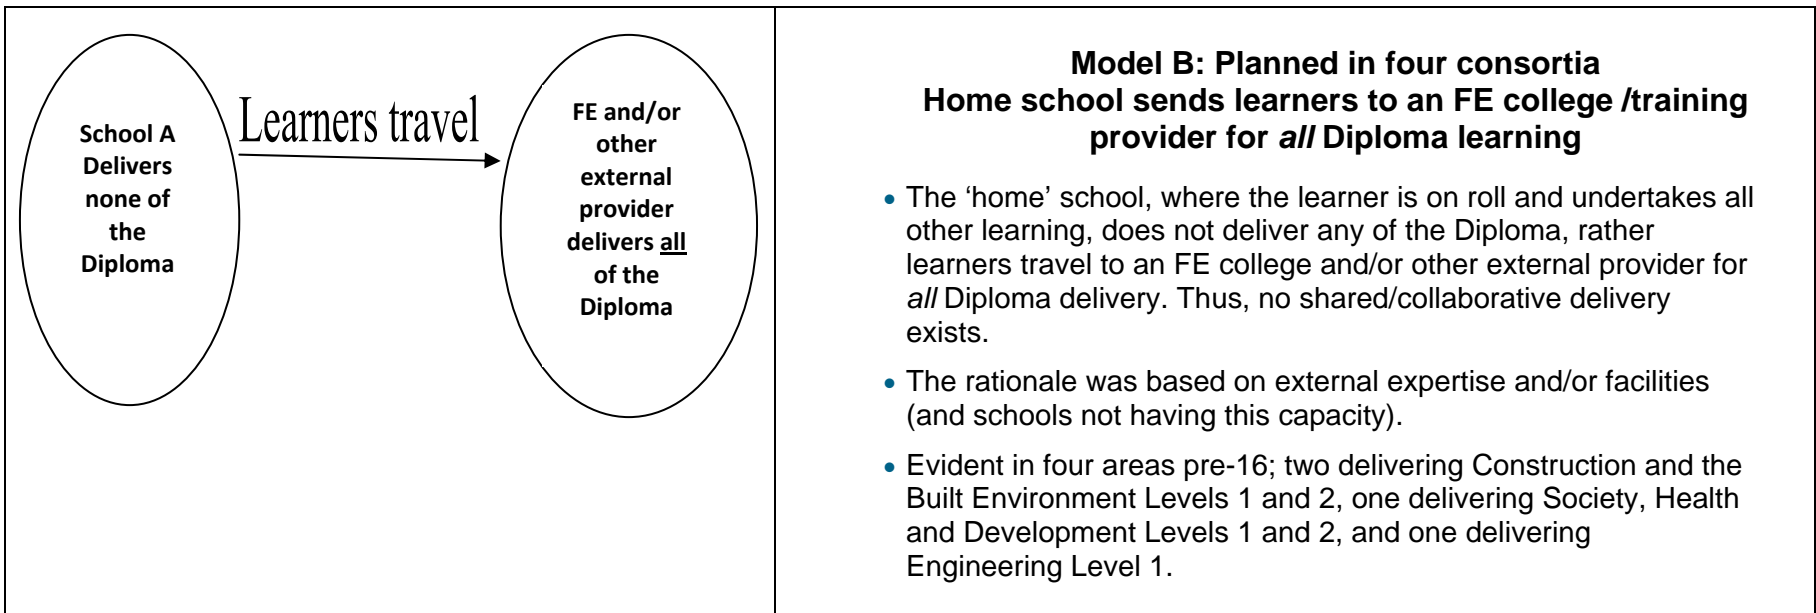 School A
Delivers
none of
the
Diploma
Learners travel
FE and/or
other
external
provider
delivers all
of the
Diploma
Model B: Planned in four consortia
Home school sends learners to an FE college /training
provider for all Diploma learning
• The ‘home’ school, where the learner is on roll and undertakes all
other learning, does not deliver any of the Diploma, rather
learners travel to an FE college and/or other external provider for
all Diploma delivery. Thus, no shared/collaborative delivery
exists.
• The rationale was based on external expertise and/or facilities
(and schools not having this capacity).
• Evident in four areas pre-16; two delivering Construction and the
Built Environment Levels 1 and 2, one delivering Society, Health
and Development Levels 1 and 2, and one delivering
Engineering Level 1.